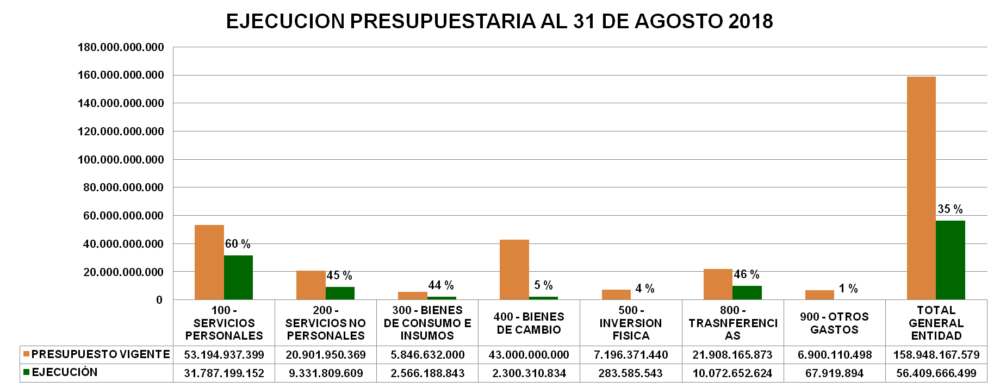 EJECUCION PRESUPUESTARIA AL 31 DE AGOSTO 2018
180.000.000.000
160.000.000.000
140.000.000.000
120.000.000.000
100.000.000.000
80.000.000.000
60.000.000.000
40.000.000.000
20.000.000.000
0
60 %
45 %
44 %
5 %
4 %
46 %
1 %
35 %
100 -
SERVICIOS
PERSONALES
200 -
SERVICIOS NO
PERSONALES
300 - BIENES
DE CONSUMO E
INSUMOS
400 - BIENES
DE CAMBIO
500 -
INVERSION
FISICA
800 -
TRASNFERENCI
AS
900 - OTROS
GASTOS
TOTAL
GENERAL
ENTIDAD
PRESUPUESTO VIGENTE 53.194.937.399 20.901.950.369 5.846.632.000 43.000.000.000 7.196.371.440 21.908.165.873 6.900.110.498 158.948.167.579
EJECUCIÓN 31.787.199.152 9.331.809.609 2.566.188.843 2.300.310.834 283.585.543 10.072.652.624 67.919.894 56.409.666.499